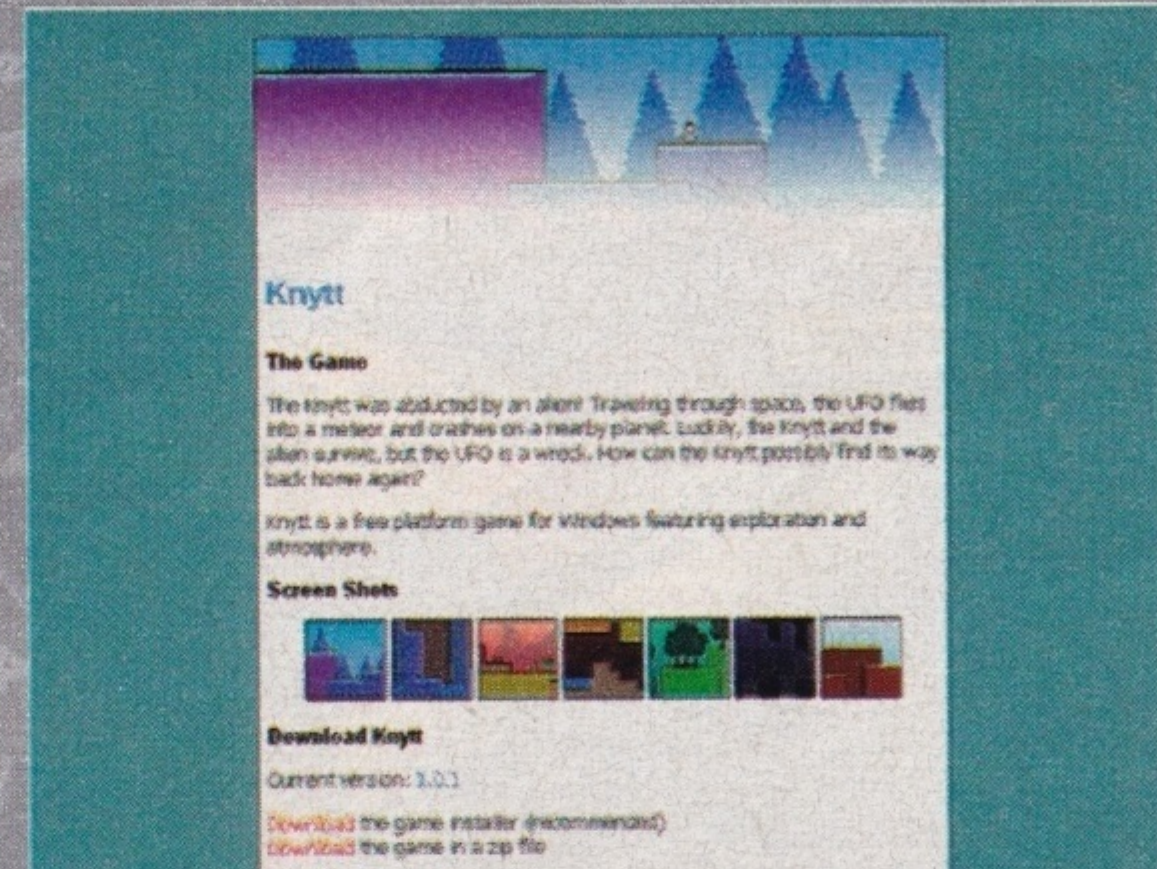 Knytt
The Game
The Knytt was abducted by an alien! Traveling through space, the UFO flies
into a meteor and crashes on a nearby planet. Luckily, the Knytt and the
alien survive, but the UFO is a wreck. How can the Knytt possibly find its way
back home again?
Knytt is a free platform game for Windows featuring exploration and
atmosphere.
Screen Shots
Download Knytt
Current version:
Download the game installer (recommended)
Download the game in a zip file